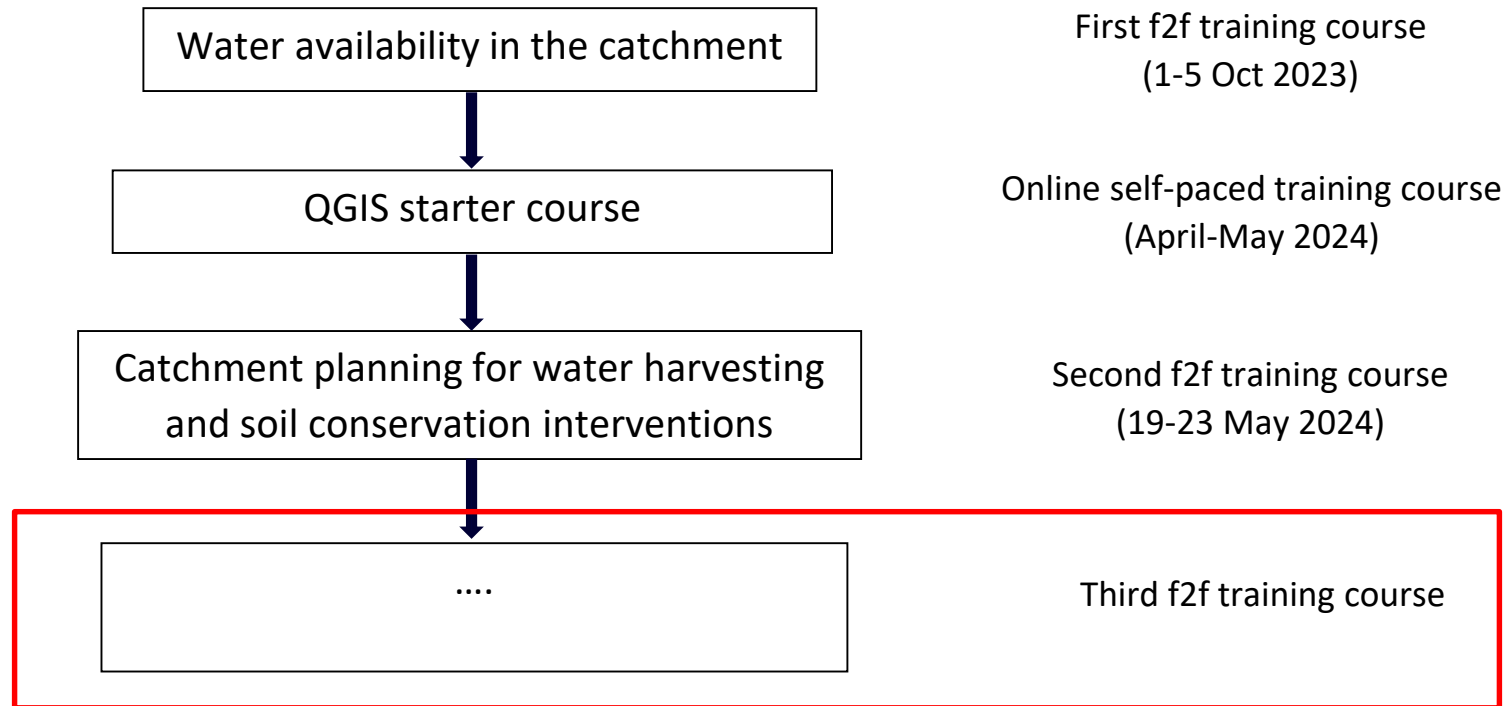 Water availability in the catchment
First f2f training course
(1-5 Oct 2023)
QGIS starter course
Online self-paced training course
(April-May 2024)
Catchment planning for water harvesting
and soil conservation interventions
Second f2f training course
(19-23 May 2024)
....
Third f2f training course